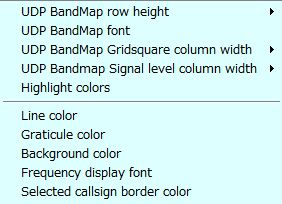 UDP BandMap row height
UDP BandMap font
UDP BandMap Gridsquare column width
UDP Bandmap Signal level column width
Highlight colors
Line color
Graticule color
Background color
Frequency display font
Selected callsign border color